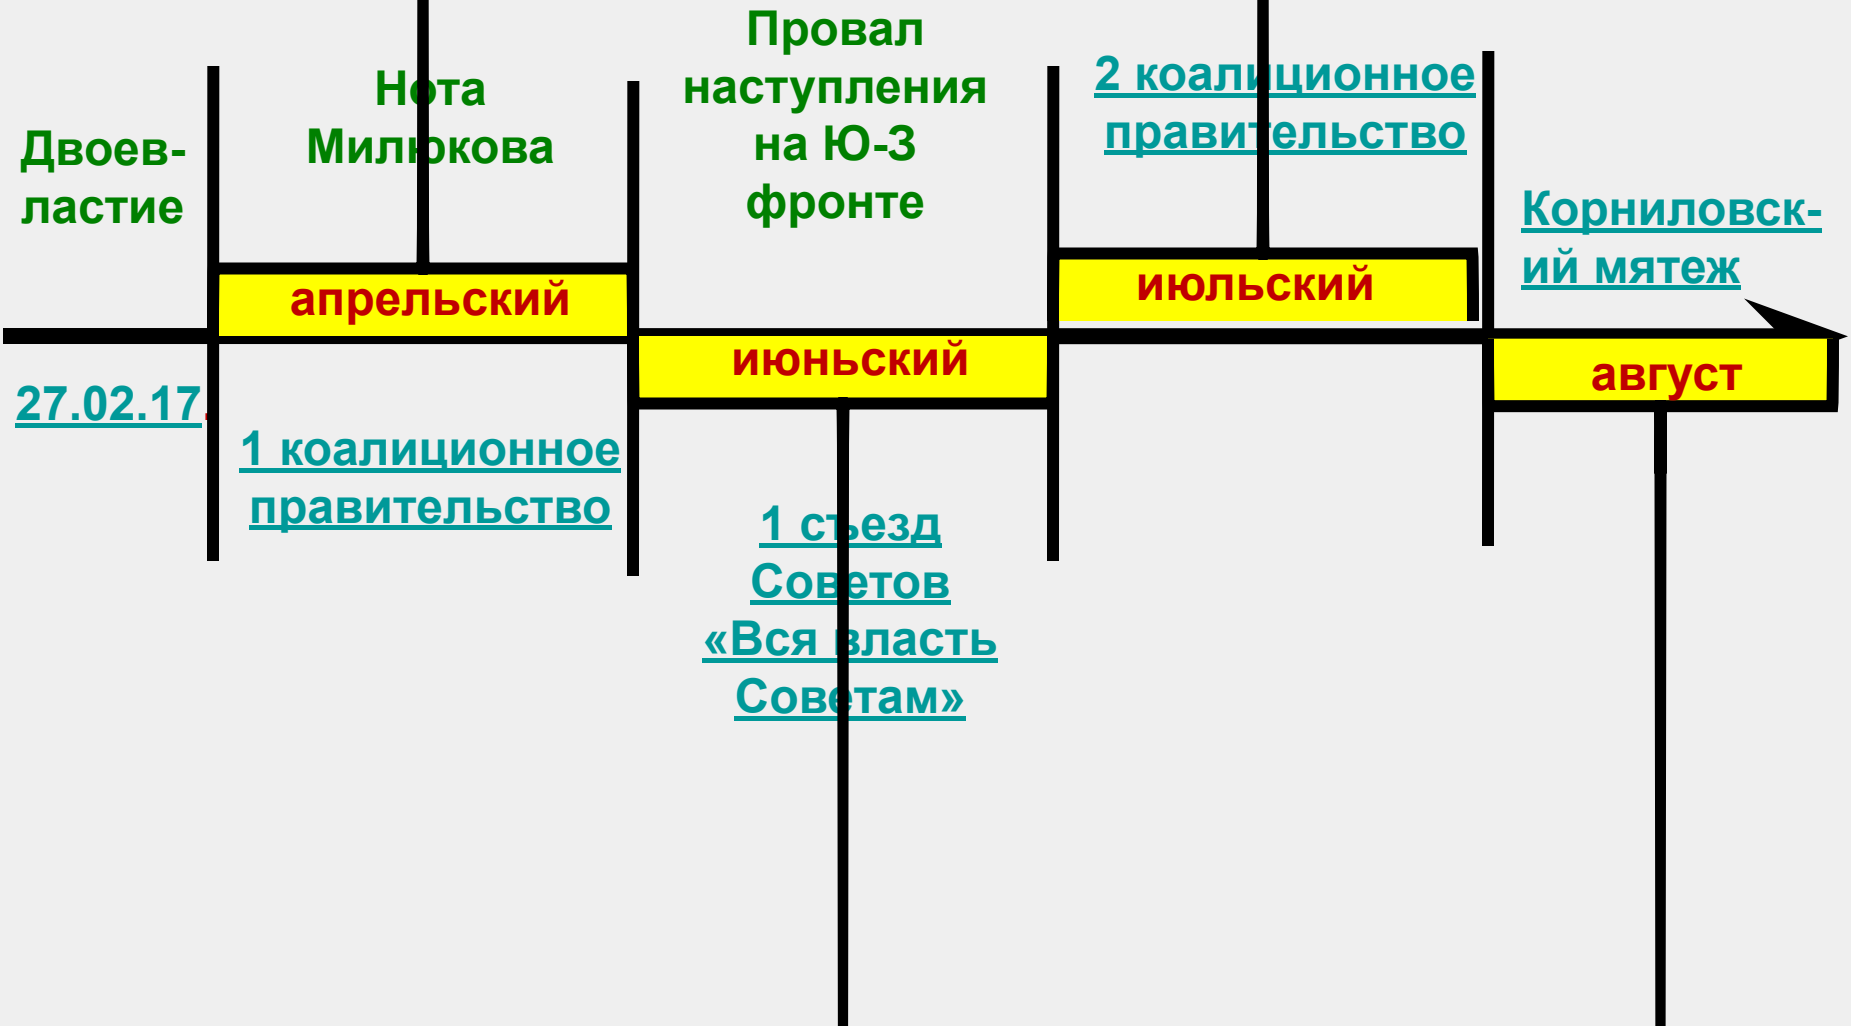 Двоев-
ластие
27.02.17.
Нота
Милюкова
апрельский
1 коалиционное
правительство
Провал
наступления
на Ю-З
фронте
июньский
1 съезд
Советов
«Вся власть
Советам»
2 коалиционное
правительство
июльский
Корниловск-
ий мятеж
август